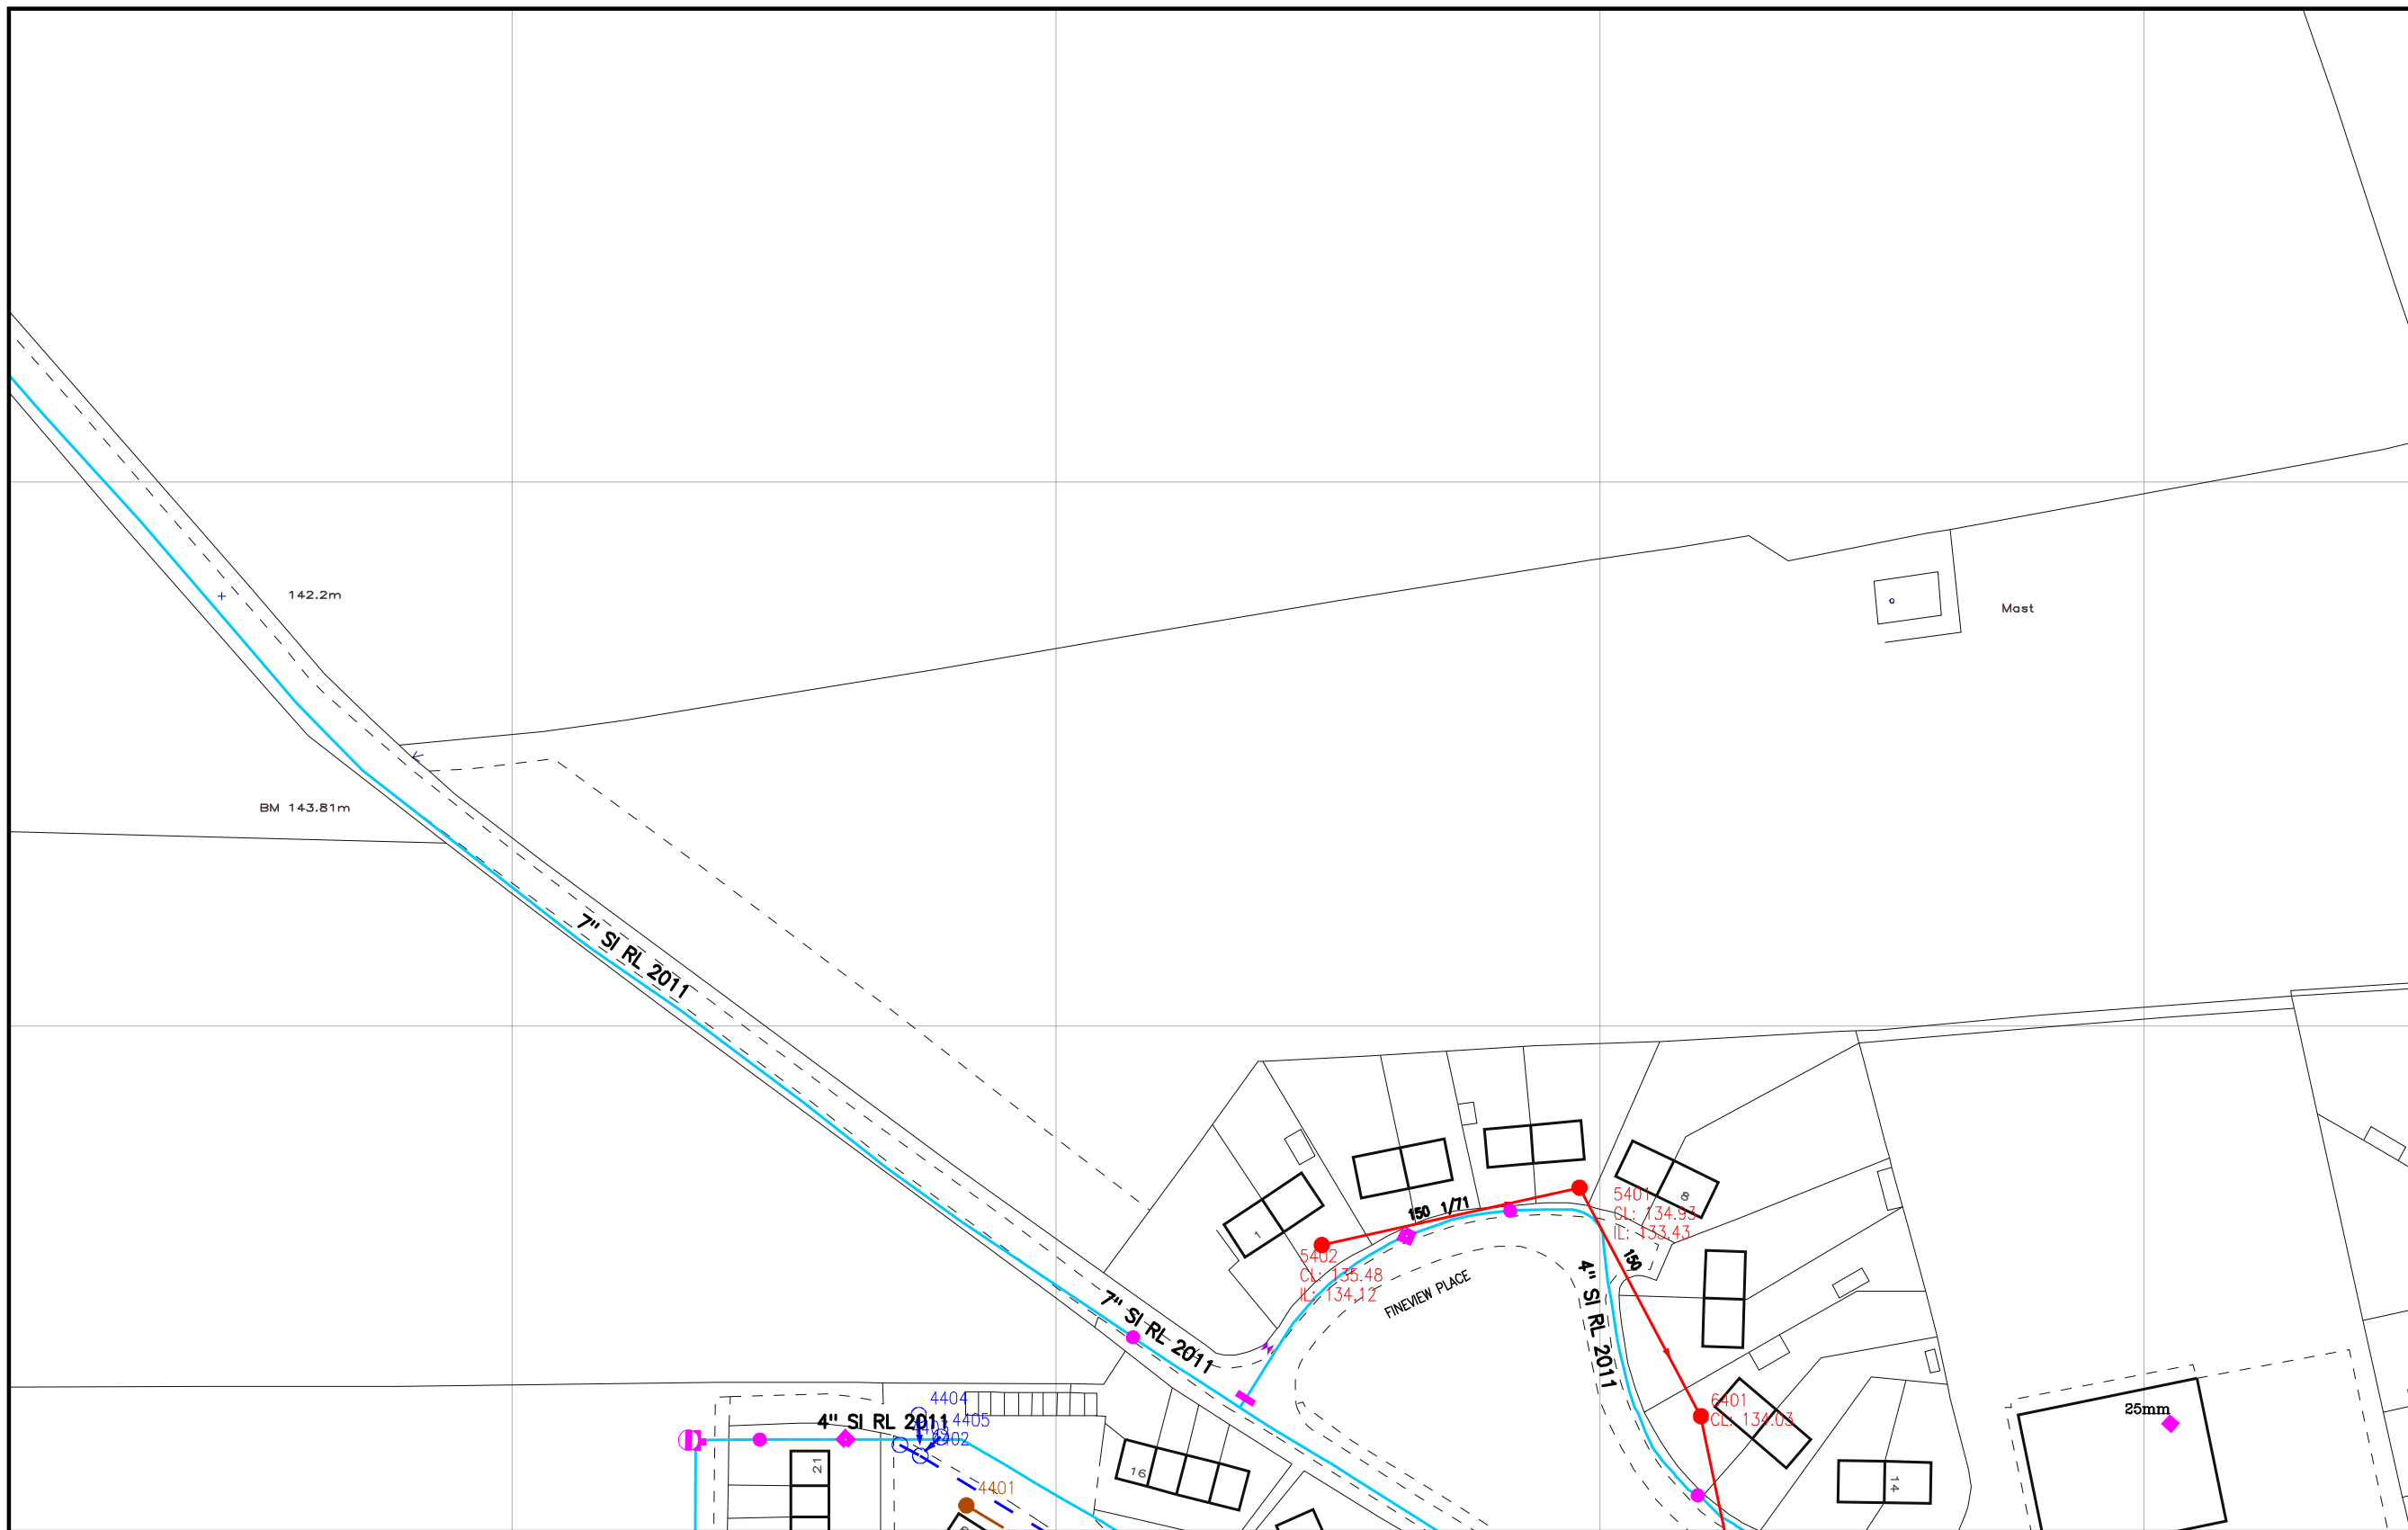 142.2m
Mast
BM 143.81m
7" SI RL 2011
150 1/71
8
5401
CL: 134.93
IL: 133.43
1
5402
CL: 135.48
IL: 134.12
150
FINEVIEW PLACE
4" SI RL 2011
7" SI RL 2011
4404
6401
CL: 134.03
25mm
4" SI RL 2011
4405
4403
4402
21
16
14
4401